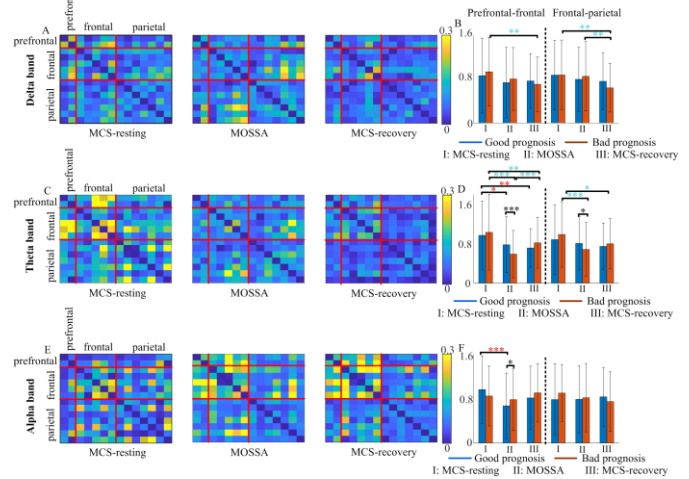 prefrontal
A frontal parietal
prefrontal
frontal
parietal
Delta band
MCS-resting MOSSA MCS-recovery
0.3
0
B Prefrontal-frontal Frontal-parietal
1.6
0.8
0
** ** **
I II III I II III
Good prognosis Bad prognosis
I: MCS-resting II: MOSSA III: MCS-recovery
prefrontal
C frontal parietal
prefrontal
frontal
parietal
Theta band
MCS-resting MOSSA MCS-recovery
0.3
0
D
1.6
0.8
0
**
*** ***
* ** *** * *** *
I II III I II III
Good prognosis Bad prognosis
I: MCS-resting II: MOSSA III: MCS-recovery
prefrontal
E frontal parietal
prefrontal
frontal
parietal
Alpha band
MCS-resting MOSSA MCS-recovery
0.3
0
F
1.6
0.8
0
*** *
I II III I II III
Good prognosis Bad prognosis
I: MCS-resting II: MOSSA III: MCS-recovery